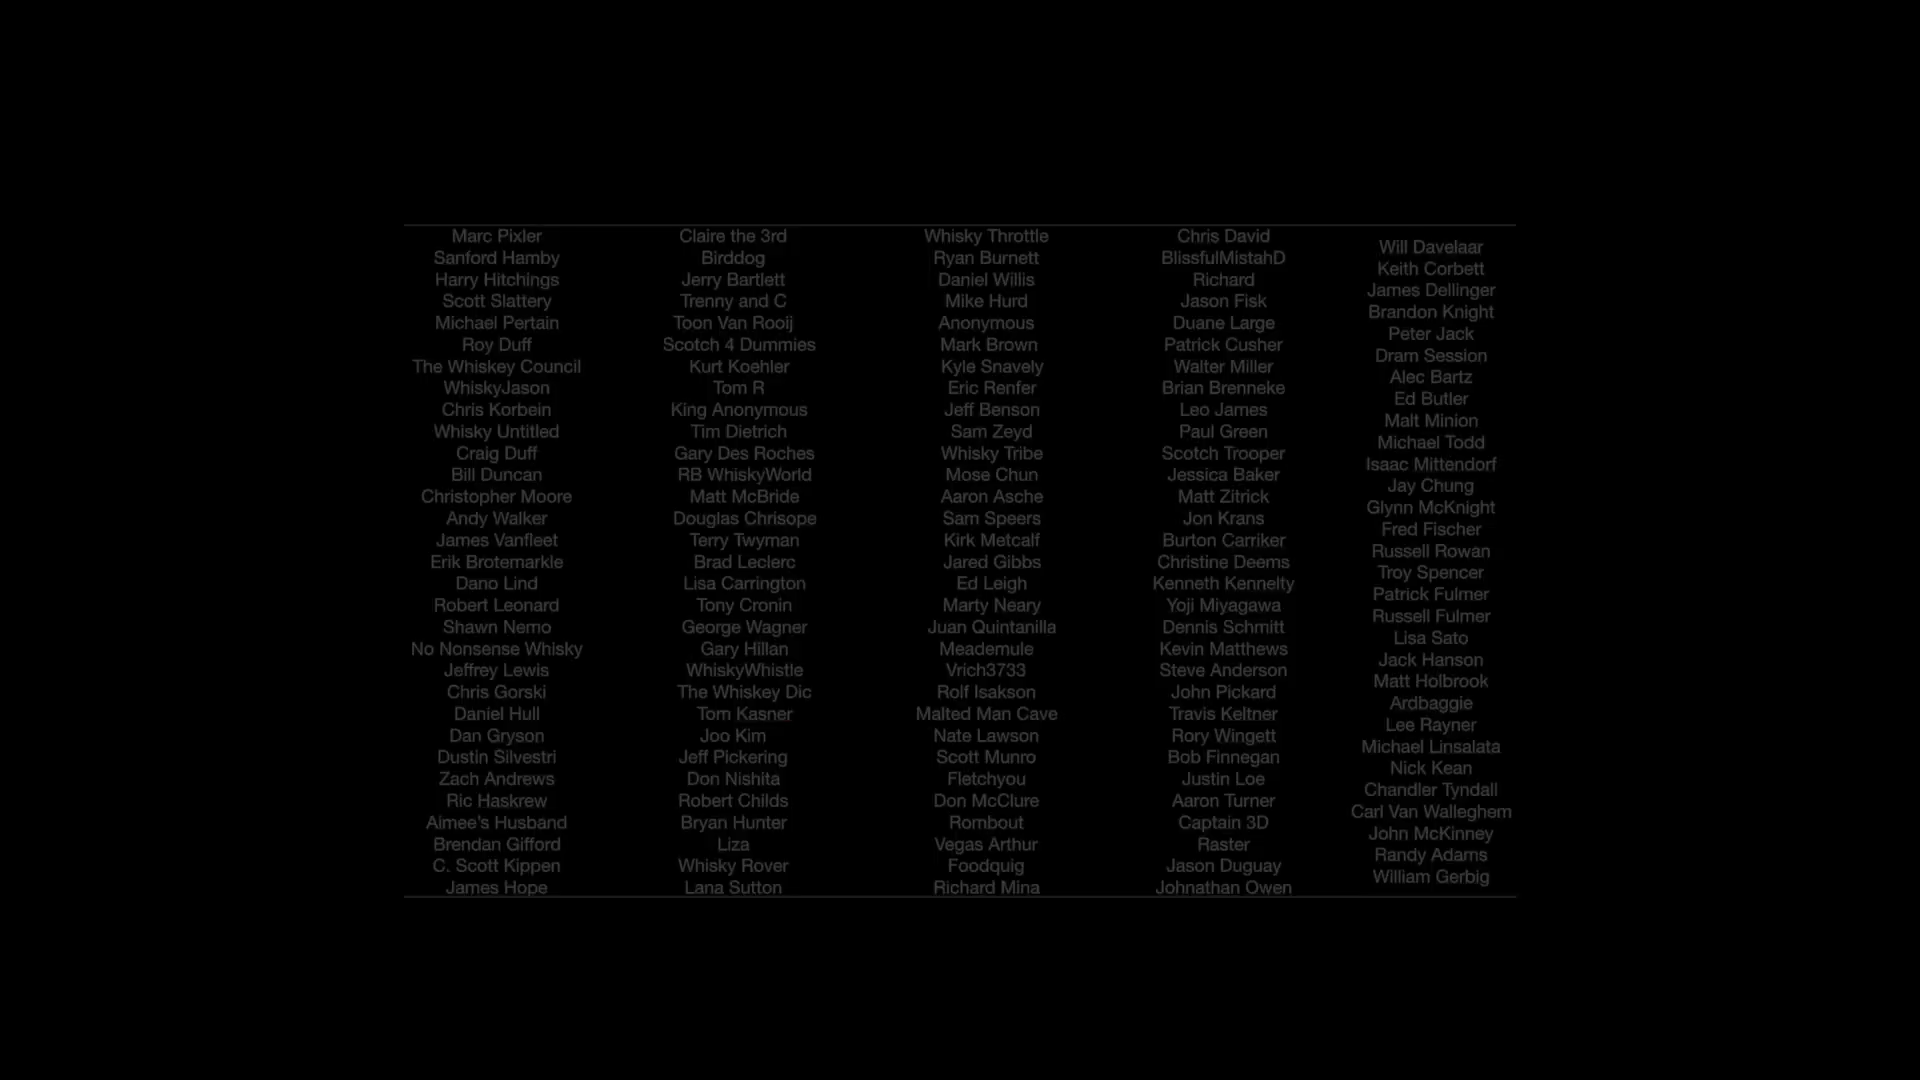 Marc Pixler
Sanford Hamby
Harry Hitchings
Scott Slattery
Michael Pertain
Roy Duff
The Whiskey Council
WhiskyJason
Chris Korbein
Whisky Untitled
Craig Duff
Bill Duncan
Christopher Moore
Andy Walker
James Vanfleet
Erik Brotemarkle
Dano Lind
Robert Leonard
Shawn Nemo
No Nonsense Whisky
Jeffrey Lewis
Chris Gorski
Daniel Hull
Dan Gryson
Dustin Silvestri
Zach Andrews
Ric Haskrew
Aimee's Husband
Brendan Gifford
C. Scott Kippen
James Hope
Claire the 3rd
Birddog
Jerry Bartlett
Trenny and C
Toon Van Rooij
Scotch 4 Dummies
Kurt Koehler
Tom R
King Anonymous
Tim Dietrich
Gary Des Roches
RB WhiskyWorld
Matt McBride
Douglas Chrisope
Terry Twyman
Brad Leclerc
Lisa Carrington
Tony Cronin
George Wagner
Gary Hillan
WhiskyWhistle
The Whiskey Dic
Tom Kasner
Joo Kim
Jeff Pickering
Don Nishita
Robert Childs
Bryan Hunter
Liza
Whisky Rover
Lana Sutton
Whisky Throttle
Ryan Burnett
Daniel Willis
Mike Hurd
Anonymous
Mark Brown
Kyle Snavely
Eric Renfer
Jeff Benson
Sam Zeyd
Whisky Tribe
Mose Chun
Aaron Asche
Sam Speers
Kirk Metcalf
Jared Gibbs
Ed Leigh
Marty Neary
Juan Quintanilla
Meademule
Vrich3733
Rolf Isakson
Malted Man Cave
Nate Lawson
Scott Munro
Fletchyou
Don McClure
Rombout
Vegas Arthur
Foodquig
Richard Mina
Chris David
BlissfulMistahD
Richard
Jason Fisk
Duane Large
Patrick Cusher
Walter Miller
Brian Brenneke
Leo James
Paul Green
Scotch Trooper
Jessica Baker
Matt Zitrick
Jon Krans
Burton Carriker
Christine Deems
Kenneth Kennelty
Yoji Miyagawa
Dennis Schmitt
Kevin Matthews
Steve Anderson
John Pickard
Travis Keltner
Rory Wingett
Bob Finnegan
Justin Loe
Aaron Turner
Captain 3D
Raster
Jason Duguay
Johnathan Owen
Will Davelaar
Keith Corbett
James Dellinger
Brandon Knight
Peter Jack
Dram Session
Alec Bartz
Ed Butler
Malt Minion
Michael Todd
Isaac Mittendorf
Jay Chung
Glynn McKnight
Fred Fischer
Russell Rowan
Troy Spencer
Patrick Fulmer
Russell Fulmer
Lisa Sato
Jack Hanson
Matt Holbrook
Ardbaggie
Lee Rayner
Michael Linsalata
Nick Kean
Chandler Tyndall
Carl Van Walleghem
John McKinney
Randy Adams
William Gerbig